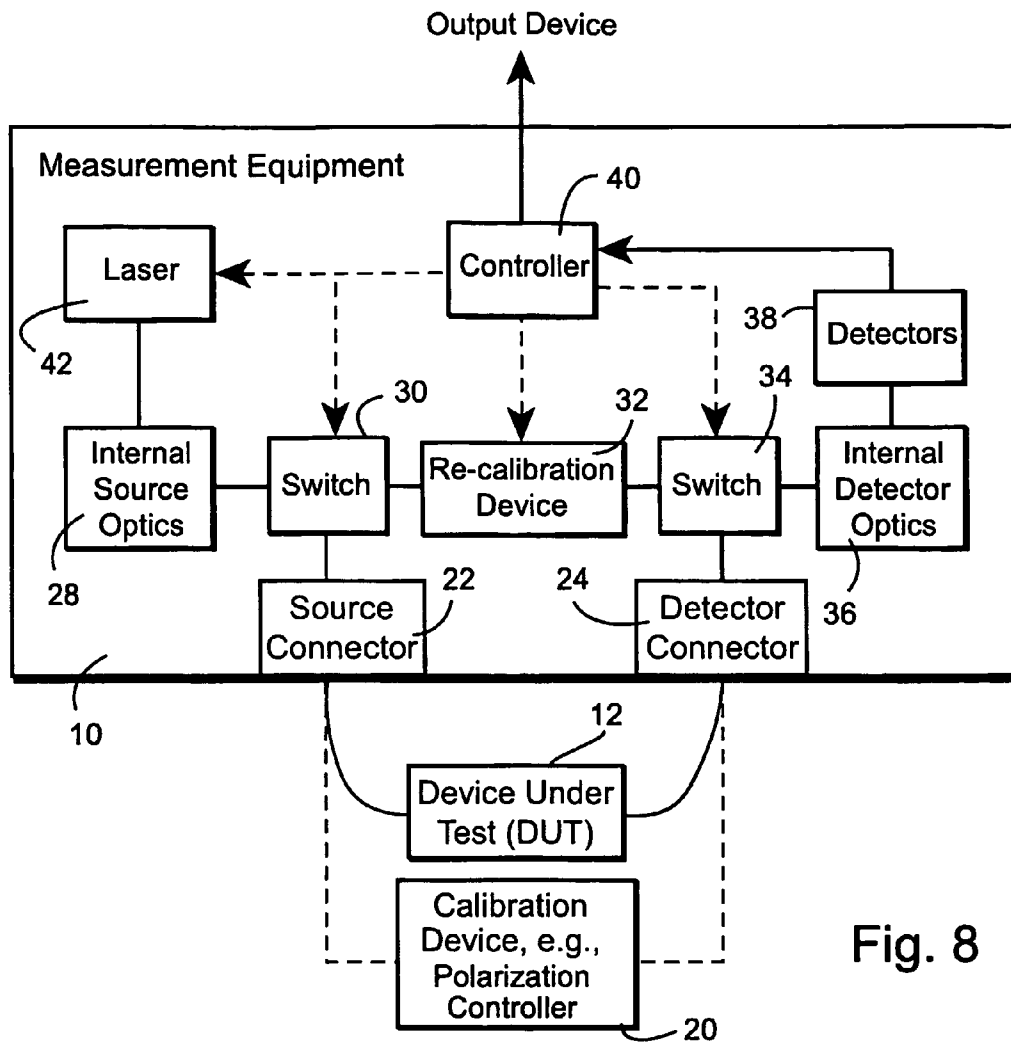 Output Device
Measurement Equipment
40
Laser
Controller
38
Detectors
42
30
32
34
Internal
Source
Optics
Switch
Re-calibration
Device
Switch
Internal
Detector
Optics
28
22
24
36
Source
Connector
Detector
Connector
10
12
Device Under
Test (DUT)
Calibration
Device, e.g.,
Polarization
Controller
20
Fig. 8